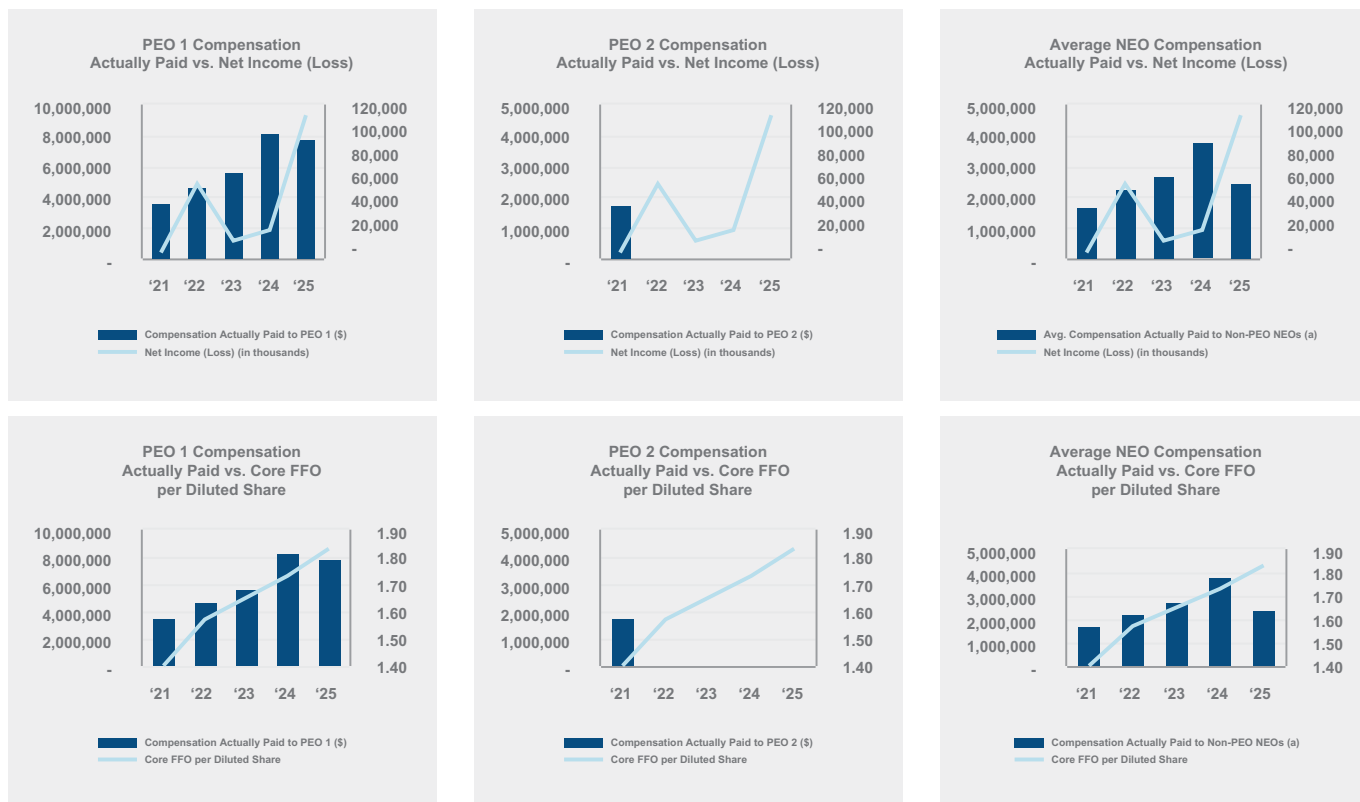 PEO 1 Compensation
Actually Paid vs. Net Income (Loss)
10,000,000
8,000,000
6,000,000
4,000,000
2,000,000
-
120,000
100,000
80,000
60,000
40,000
20,000
-
‘21 ‘22 ‘23 ‘24 ‘25
Compensation Actually Paid to PEO 1 ($)
Net Income (Loss) (in thousands)
PEO 2 Compensation
Actually Paid vs. Net Income (Loss)
5,000,000
4,000,000
3,000,000
2,000,000
1,000,000
-
120,000
100,000
80,000
60,000
40,000
20,000
-
‘21 ‘22 ‘23 ‘24 ‘25
Compensation Actually Paid to PEO 2 ($)
Net Income (Loss) (in thousands)
Average NEO Compensation
Actually Paid vs. Net Income (Loss)
5,000,000
4,000,000
3,000,000
2,000,000
1,000,000
-
120,000
100,000
80,000
60,000
40,000
20,000
-
‘21 ‘22 ‘23 ‘24 ‘25
Avg. Compensation Actually Paid to Non-PEO NEOs (a)
Net Income (Loss) (in thousands)
PEO 1 Compensation
Actually Paid vs. Core FFO
per Diluted Share
10,000,000
8,000,000
6,000,000
4,000,000
2,000,000
-
1.90
1.80
1.70
1.60
1.50
1.40
‘21 ‘22 ‘23 ‘24 ‘25
Compensation Actually Paid to PEO 1 ($)
Core FFO per Diluted Share
PEO 2 Compensation
Actually Paid vs. Core FFO
per Diluted Share
5,000,000
4,000,000
3,000,000
2,000,000
1,000,000
-
1.90
1.80
1.70
1.60
1.50
1.40
‘21 ‘22 ‘23 ‘24 ‘25
Compensation Actually Paid to PEO 2 ($)
Core FFO per Diluted Share
Average NEO Compensation
Actually Paid vs. Core FFO
per Diluted Share
5,000,000
4,000,000
3,000,000
2,000,000
1,000,000
-
1.90
1.80
1.70
1.60
1.50
1.40
‘21 ‘22 ‘23 ‘24 ‘25
Compensation Actually Paid to Non-PEO NEOs (a)
Core FFO per Diluted Share